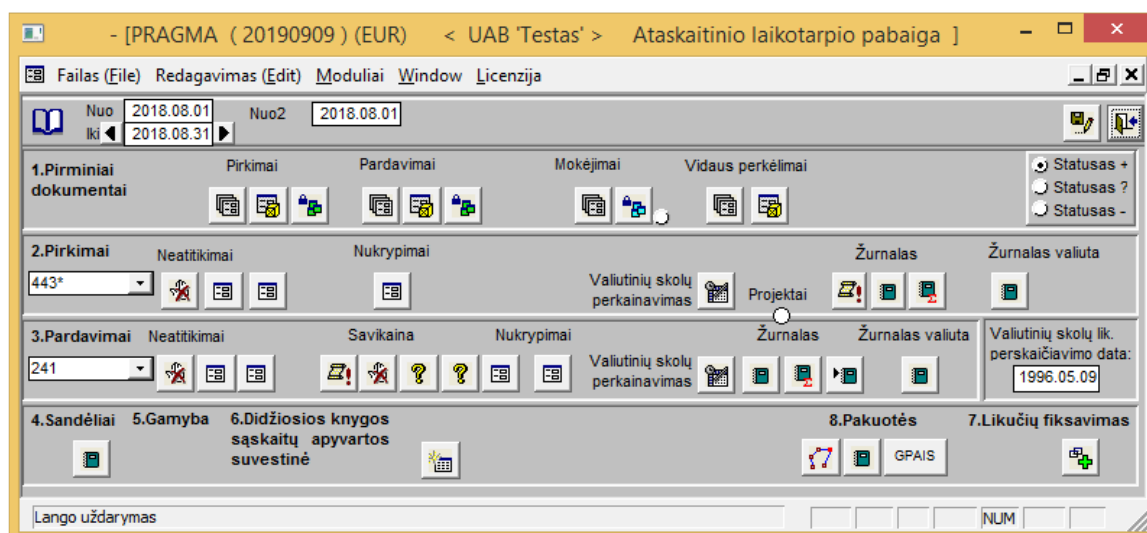 - [PRAGMA ( 20190909 ) (EUR) < UAB 'Testas' > Ataskaitinio laikotarpio pabaiga ]
Failas (File) Redagavimas (Edit) Moduliai Window Licenzija
Nuo 2018.08.01 Nuo2 2018.08.01
Iki 2018.08.31
1.Pirminiai dokumentai
Pirkimai Pardavimai Mokėjimai Vidaus perkėlimai
Statusas +
Statusas ?
Statusas -
2.Pirkimai Neatitikimai Nukrypimai Žurnalas Žurnalas valiuta
443* Valiutinių skolų perkainavimas Projektai
3.Pardavimai Neatitikimai Savikaina Nukrypimai Žurnalas Žurnalas valiuta
241 Valiutinių skolų perkainavimas
Valiutinių skolų lik.
perskaičiavimo data:
1996.05.09
4.Sandėliai 5.Gamyba 6.Didžiosios knygos
sąskaitų apyvartos
suvestinė
8.Pakuotės 7.Likučių fiksavimas
GPAIS
Lango uždarymas NUM